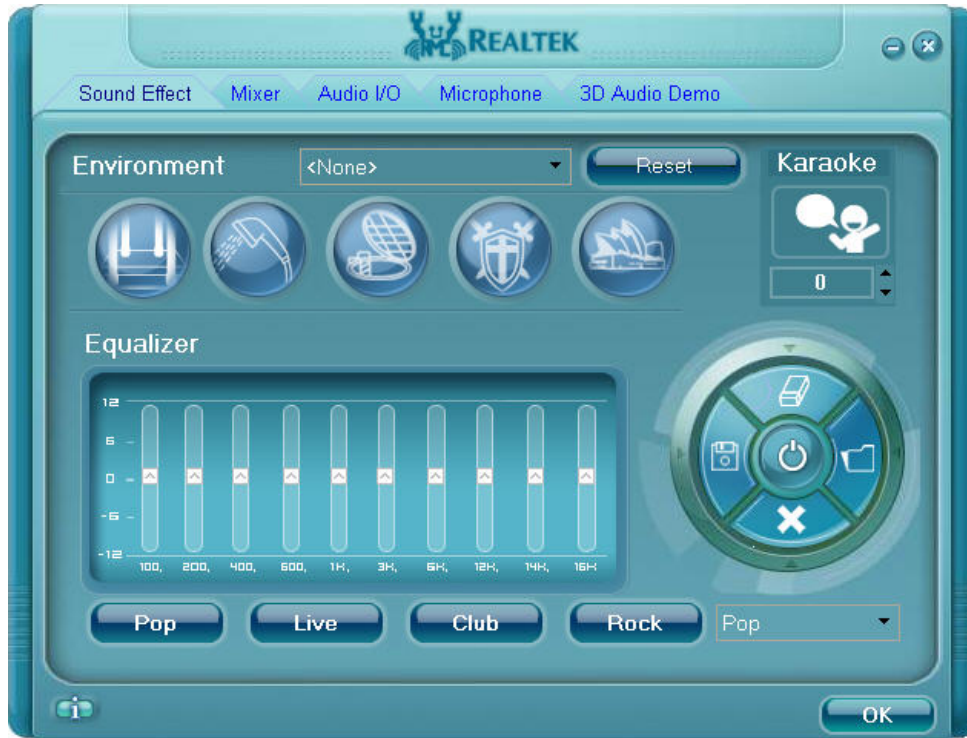 REALTEK
Sound Effect Mixer Audio I/O Microphone 3D Audio Demo
Environment <None> Reset Karaoke
0
Equalizer
12
6
0
-6
-12
100, 200, 400, 600, 1K, 3K, 6K, 12K, 14K, 16K
Pop Live Club Rock Pop
i
OK